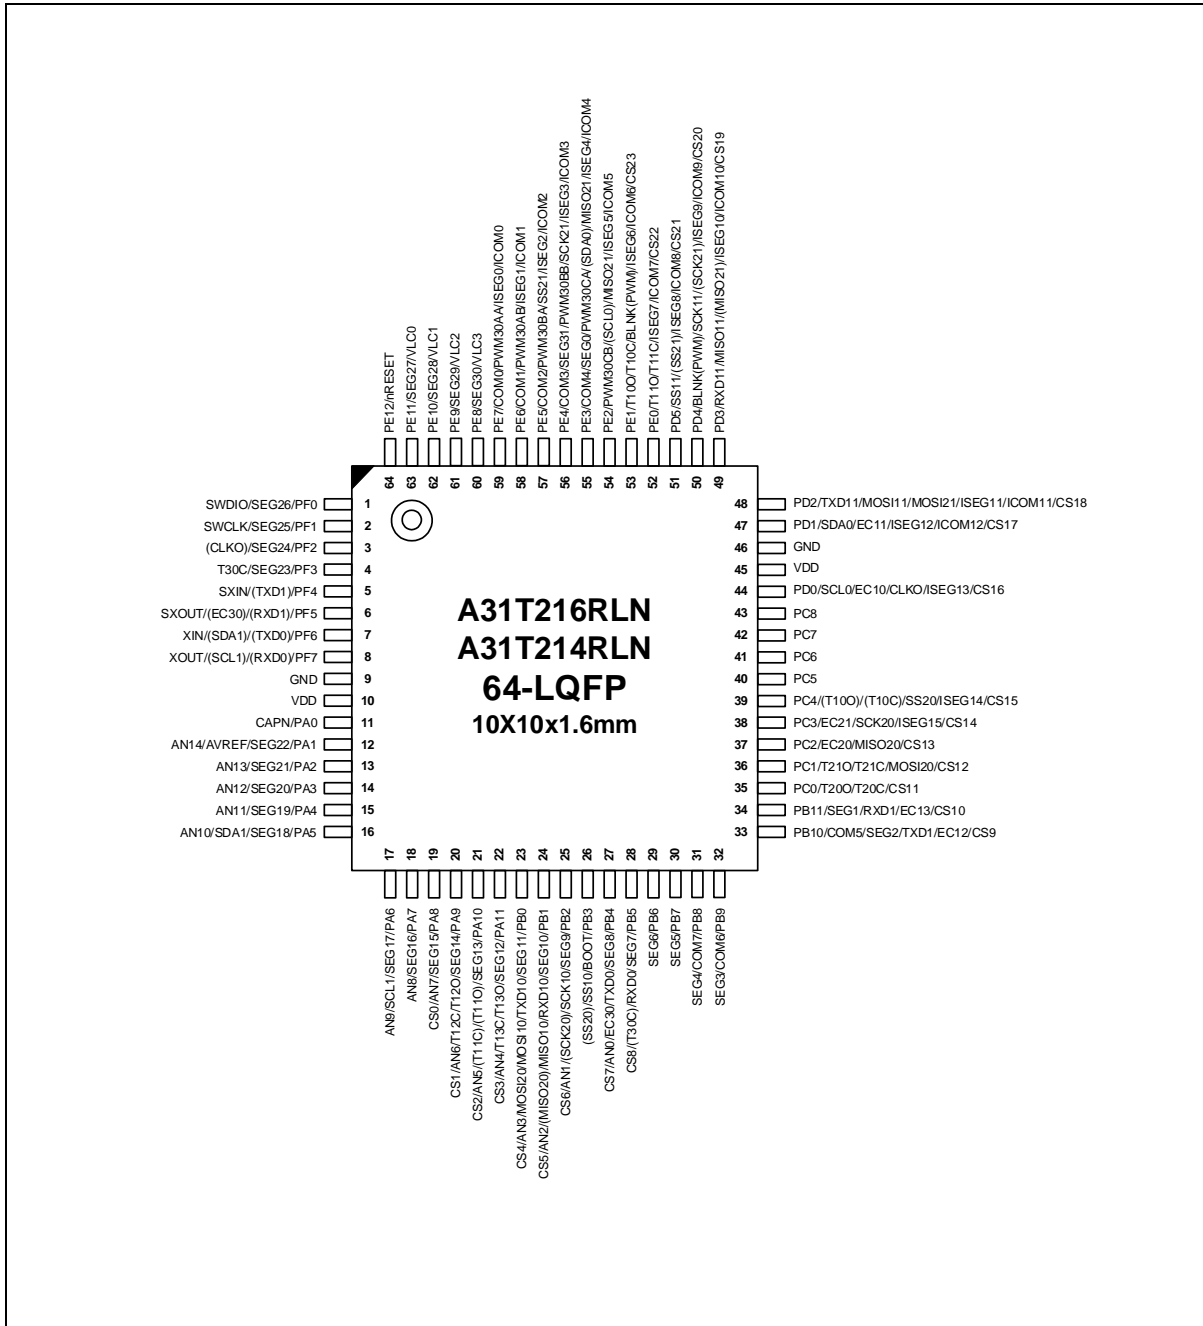 PE12/nRESET
PE11/SEG27/VLC0
PE10/SEG28/VLC1
PE9/SEG29/VLC2
PE8/SEG30/VLC3
PE7/COM0/PWM30AA/ISEG0/ICOM0
PE6/COM1/PWM30AB/ISEG1/ICOM1
PE5/COM2/PWM30BA/SS21/ISEG2/ICOM2
PE4/COM3/SEG31/PWM30BB/SCK21/ISEG3/ICOM3
PE3/COM4/SEG0/PWM30CA/(SDA0)/MISO21/ISEG4/ICOM4
PE2/PWM30CB/(SCL0)/MISO21/ISEG5/ICOM5
PE1/T10O/T10C/BLNK(PWM)/ISEG6/ICOM6/CS23
PE0/T11O/T11C/ISEG7/ICOM7/CS22
PD5/SS11/(SS21)/ISEG8/ICOM8/CS21
PD4/BLNK(PWM)/SCK11/(SCK21)/ISEG9/ICOM9/CS20
PD3/RXD11/MISO11/(MISO21)/ISEG10/ICOM10/CS19
64 63 62 61 60 59 58 57 56 55 54 53 52 51 50 49
SWDIO/SEG26/PF0 1
SWCLK/SEG25/PF1 2
(CLKO)/SEG24/PF2 3
T30C/SEG23/PF3 4
SXIN/(TXD1)/PF4 5
SXOUT/(EC30)/(RXD1)/PF5 6
XIN/(SDA1)/(TXD0)/PF6 7
XOUT/(SCL1)/(RXD0)/PF7 8
GND 9
VDD 10
CAPN/PA0 11
AN14/AVREF/SEG22/PA1 12
AN13/SEG21/PA2 13
AN12/SEG20/PA3 14
AN11/SEG19/PA4 15
AN10/SDA1/SEG18/PA5 16
A31T216RLN
A31T214RLN
64-LQFP
10X10x1.6mm
48 PD2/TXD11/MOSI11/MOSI21/ISEG11/ICOM11/CS18
47 PD1/SDA0/EC11/ISEG12/ICOM12/CS17
46 GND
45 VDD
44 PD0/SCL0/EC10/CLKO/ISEG13/CS16
43 PC8
42 PC7
41 PC6
40 PC5
39 PC4/(T10O)/(T10C)/SS20/ISEG14/CS15
38 PC3/EC21/SCK20/ISEG15/CS14
37 PC2/EC20/MISO20/CS13
36 PC1/T21O/T21C/MOSI20/CS12
35 PC0/T20O/T20C/CS11
34 PB11/SEG1/RXD1/EC13/CS10
33 PB10/COM5/SEG2/TXD1/EC12/CS9
17 18 19 20 21 22 23 24 25 26 27 28 29 30 31 32
AN9/SCL1/SEG17/PA6
AN8/SEG16/PA7
CS0/AN7/SEG15/PA8
CS1/AN6/T12C/T12O/SEG14/PA9
CS2/AN5/(T11C)/(T11O)/SEG13/PA10
CS3/AN4/T13C/T13O/SEG12/PA11
CS4/AN3/MOSI20/MOSI10/TXD10/SEG11/PB0
CS5/AN2/(MISO20)/MISO10/RXD10/SEG10/PB1
CS6/AN1/(SCK20)/SCK10/SEG9/PB2
(SS20)/SS10/BOOT/PB3
CS7/AN0/EC30/TXD0/SEG8/PB4
CS8/(T30C)/RXD0/SEG7/PB5
SEG6/PB6
SEG5/PB7
SEG4/COM7/PB8
SEG3/COM6/PB9